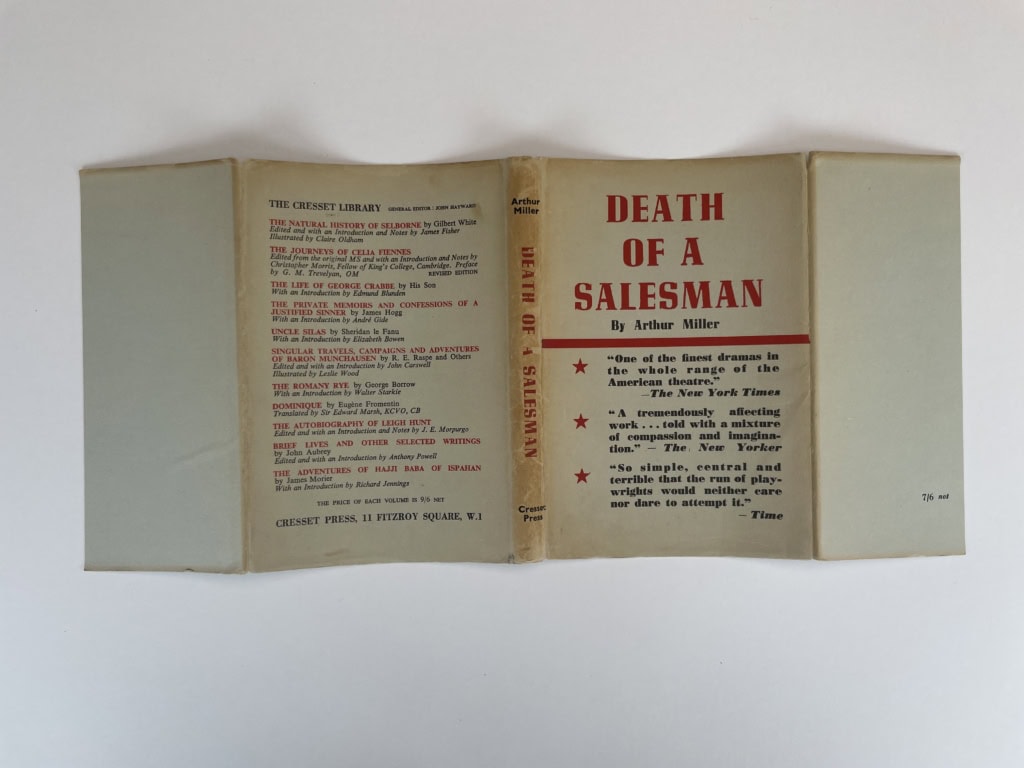 THE CRESSET LIBRARY GENERAL EDITOR: JOHN HAYWARD
THE NATURAL HISTORY OF SELBORNE by Gilbert White
Edited and with an Introduction and Notes by James Fisher
Illustrated by Claire Oldham
THE JOURNEYS OF CELIA FIENNES
Edited from the original MS and with an Introduction and Notes by
Christopher Morris, Fellow of King's College, Cambridge. Preface
by G. M. Trevelyan, OM REVISED EDITION
THE LIFE OF GEORGE CRABBE by His Son
With an Introduction by Edmund Blunden
THE PRIVATE MEMOIRS AND CONFESSIONS OF A
JUSTIFIED SINNER by James Hogg
With an Introduction by André Gide
UNCLE SILAS by Sheridan le Fanu
With an Introduction by Elizabeth Bowen
SINGULAR TRAVELS, CAMPAIGNS AND ADVENTURES
OF BARON MUNCHAUSEN by R. E. Raspe and Others
Edited and with an Introduction by John Carswell
Illustrated by Leslie Wood
THE ROMANY RYE by George Borrow
With an Introduction by Walter Starkie
DOMINIQUE by Eugène Fromentin
Translated by Sir Edward Marsh, KCVO, CB
THE AUTOBIOGRAPHY OF LEIGH HUNT
Edited and with an Introduction and Notes by J. E. Morpurgo
BRIEF LIVES AND OTHER SELECTED WRITINGS
by John Aubrey
Edited and with an Introduction by Anthony Powell
THE ADVENTURES OF HAJJI BABA OF ISPAHAN
by James Morier
With an Introduction by Richard Jennings
THE PRICE OF EACH VOLUME IS 9/6 NET
CRESSET PRESS, 11 FITZROY SQUARE, W.1
Arthur
Miller
DEATH OF A SALESMAN
Cresset
Press
DEATH
OF A
SALESMAN
By Arthur Miller
"One of the finest dramas in
the whole range of the
American theatre."
—The New York Times
"A tremendously affecting
work . . . told with a mixture
of compassion and imagina-
tion." — The New Yorker
"So simple, central and
terrible that the run of play-
wrights would neither care
nor dare to attempt it."
— Time
7/6 net